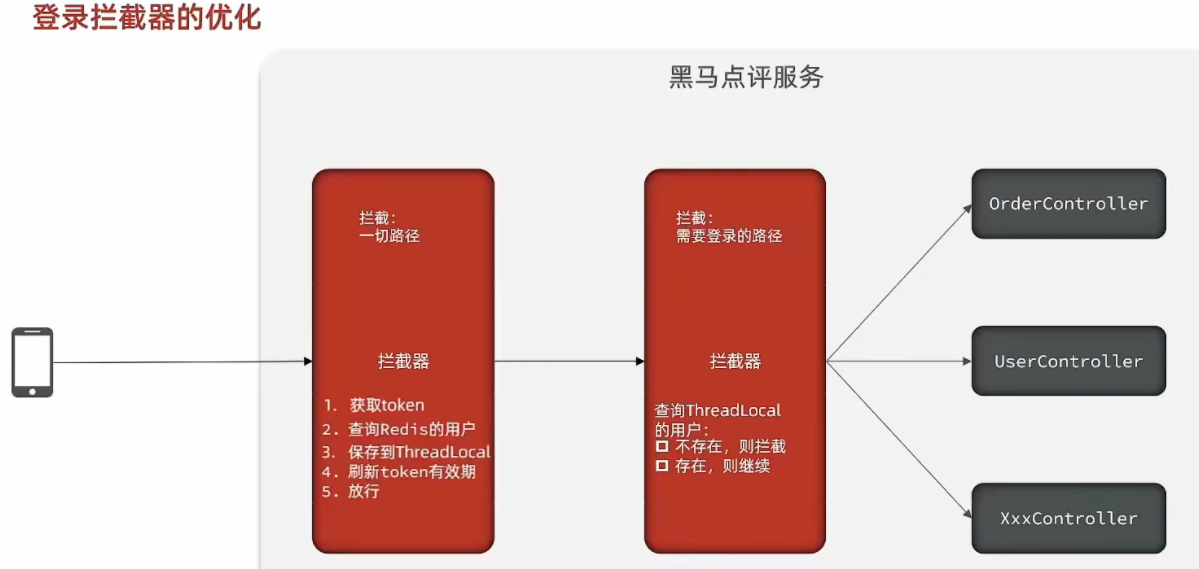 登录拦截器的优化
黑马点评服务
拦截：
一切路径
拦截器
1. 获取token
2. 查询Redis的用户
3. 保存到ThreadLocal
4. 刷新token有效期
5. 放行
拦截：
需要登录的路径
拦截器
查询ThreadLocal
的用户：
不存在，则拦截
存在，则继续
OrderController
UserController
XxxController